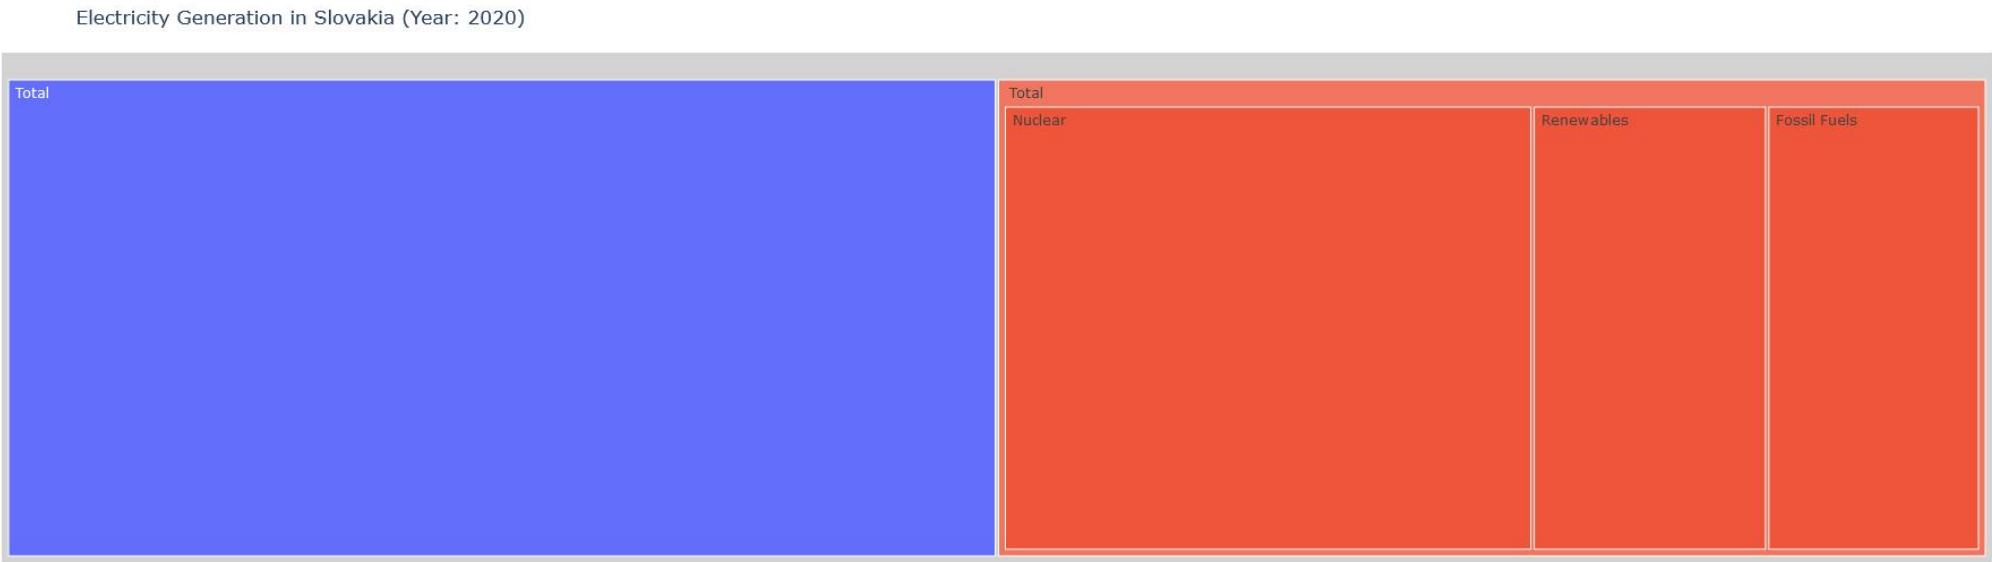 Electricity Generation in Slovakia (Year: 2020)
Total
Total
Nuclear
Renewables
Fossil Fuels